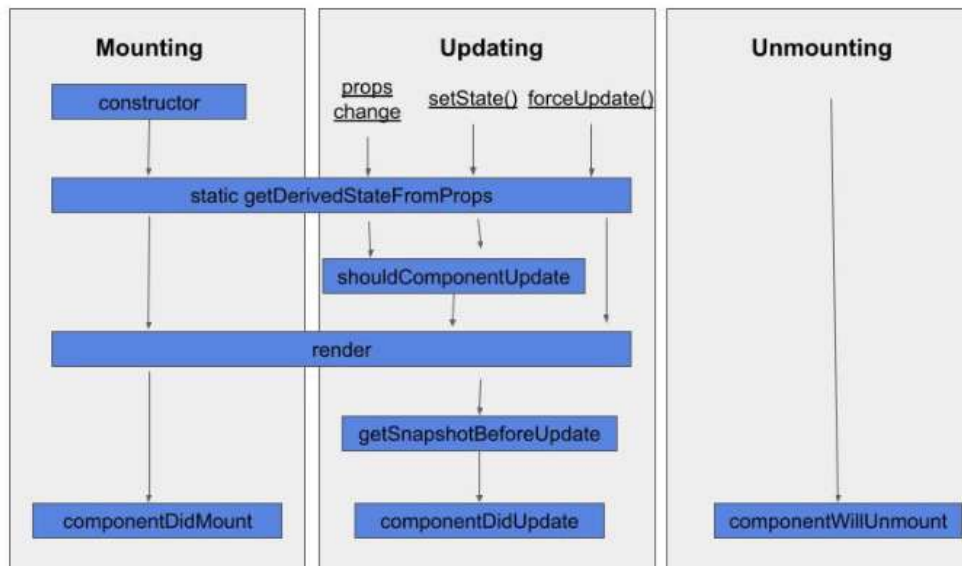 Mounting
Updating
Unmounting
constructor
props
change
setState()
forceUpdate()
static getDerivedStateFromProps
shouldComponentUpdate
render
getSnapshotBeforeUpdate
componentDidMount
componentDidUpdate
componentWillUnmount